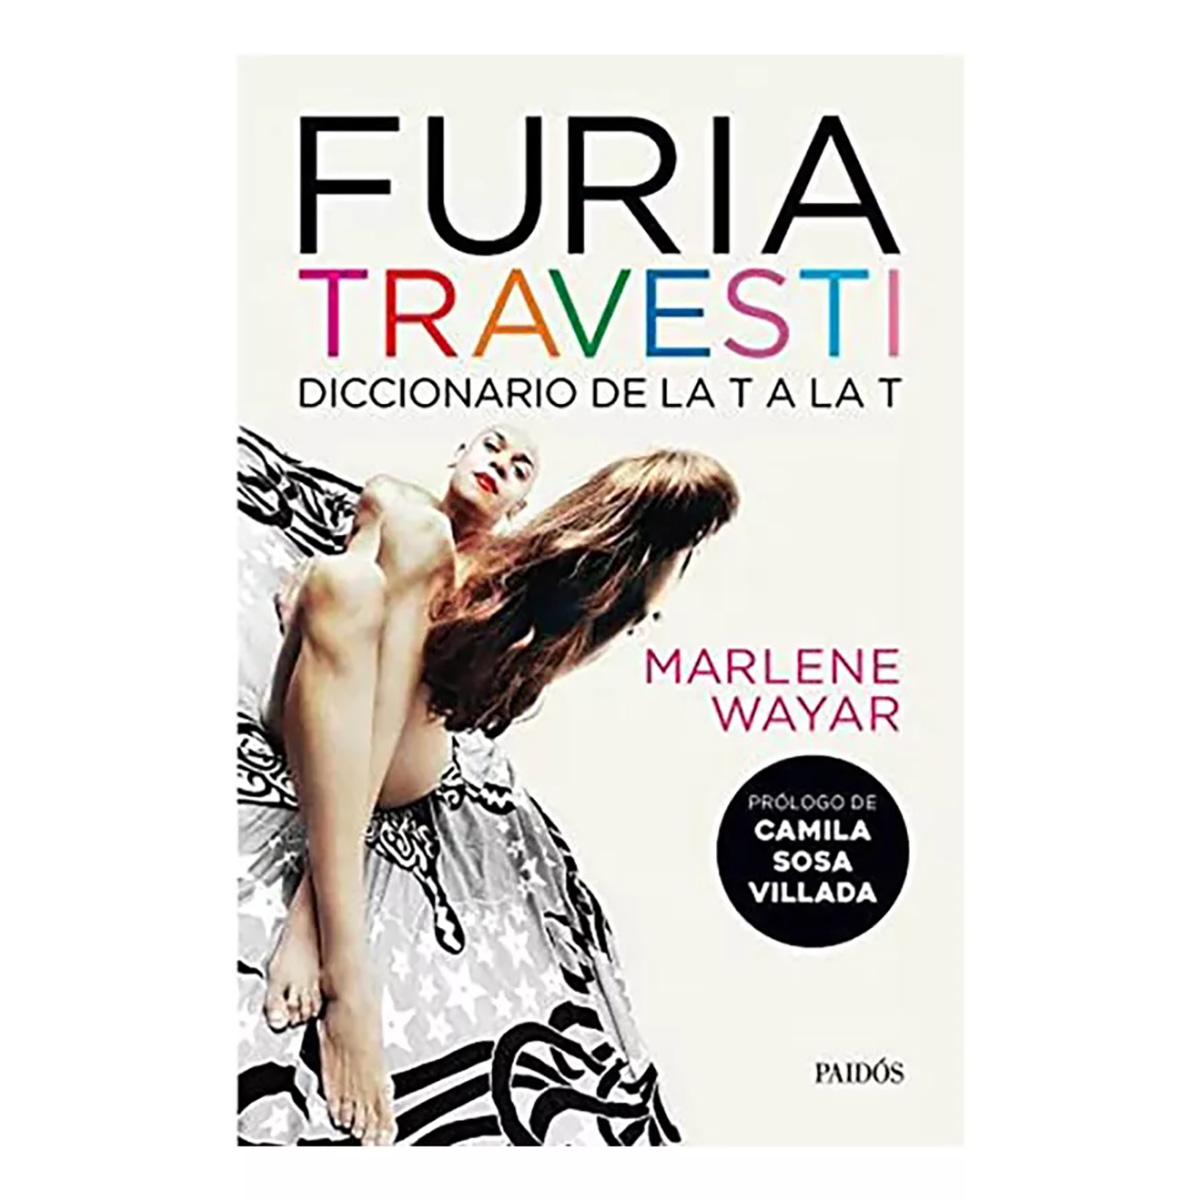 FURIA
TRAVESTI
DICCIONARIO DE LA T A LA T
MARLENE
WAYAR
PRÓLOGO DE
CAMILA
SOSA
VILLADA
PAIDÓS